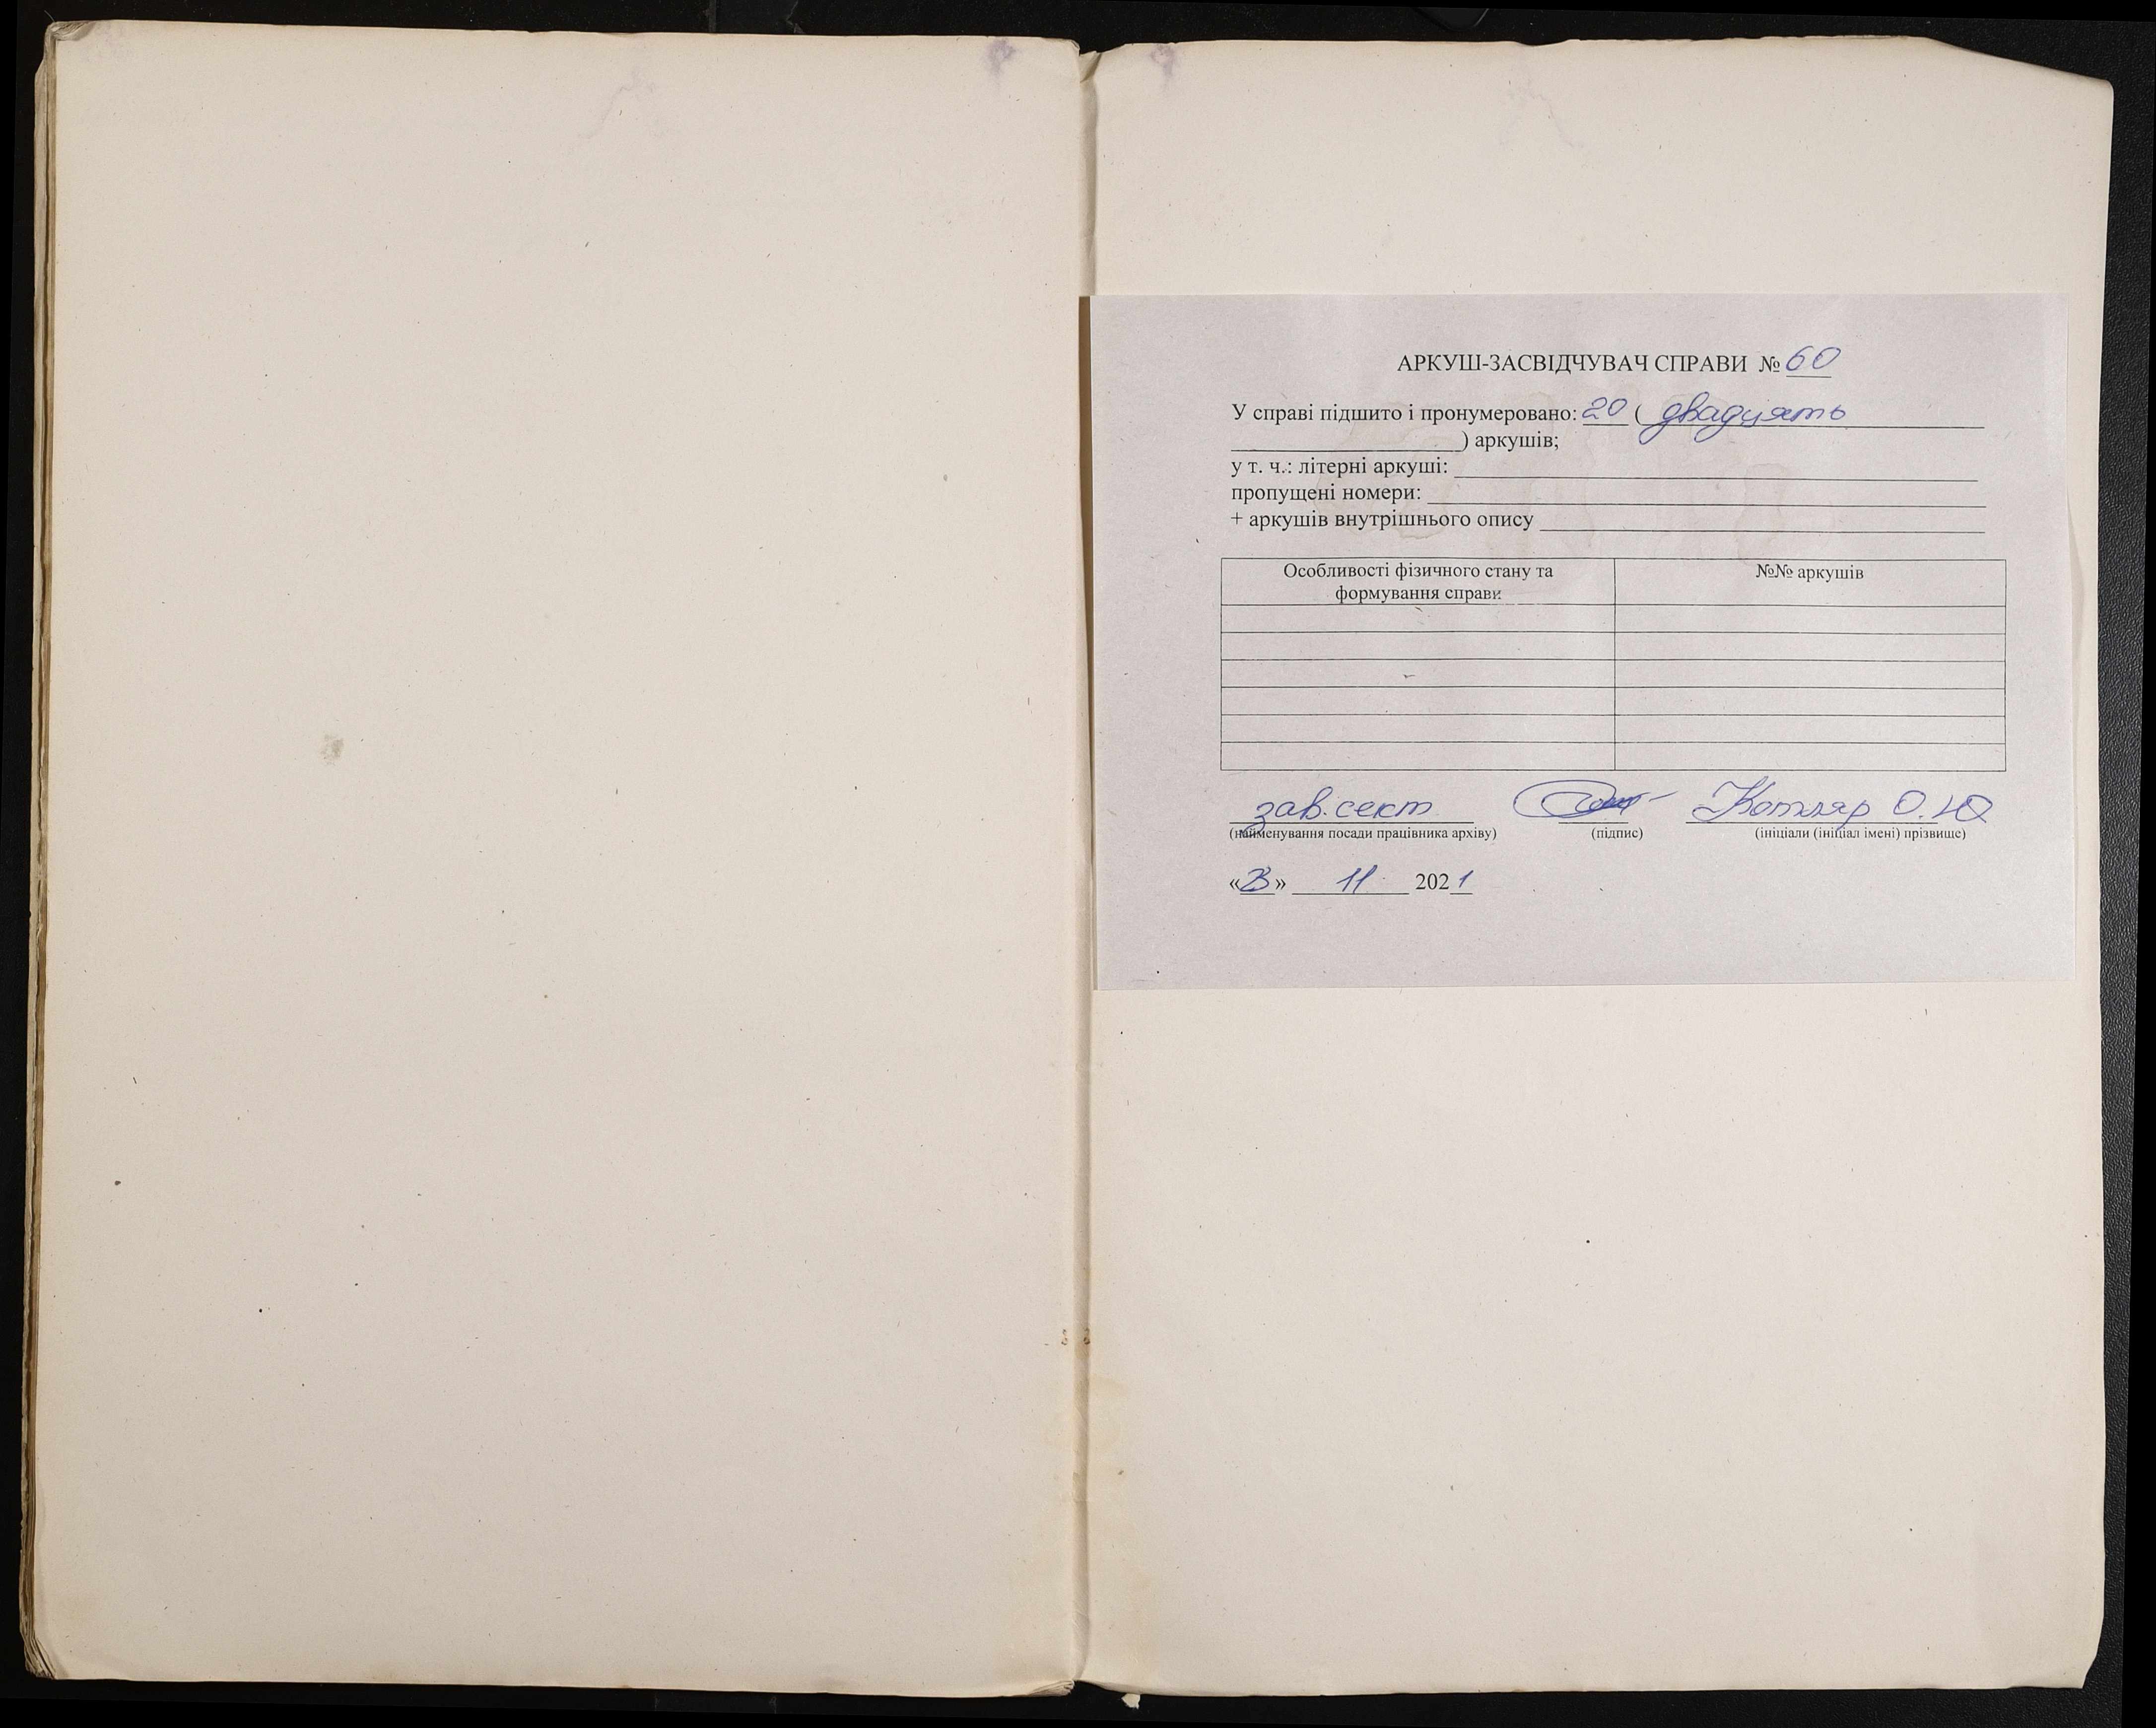 АРКУШ-ЗАСВІДЧУВАЧ СПРАВИ № 60
У справі підшито і пронумеровано: 20 ( двадцять
) аркушів;
у т. ч.: літерні аркуші:
пропущені номери:
+ аркушів внутрішнього опису
Особливості фізичного стану та формування справи №№ аркушів
зав. сект Котляр О.Ю
(найменування посади працівника архіву) (підпис) (ініціали (ініціал імені) прізвище)
« » 11 2021